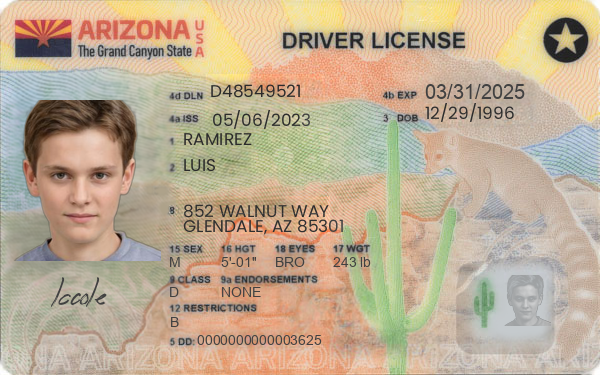 ARIZONA USA
The Grand Canyon State
DRIVER LICENSE
4d DLN D48549521
4b EXP 03/31/2025
4a ISS 05/06/2023
3 DOB 12/29/1996
1 RAMIREZ
2 LUIS
8 852 WALNUT WAY
GLENDALE, AZ 85301
15 SEX 16 HGT 18 EYES 17 WGT
M 5'-01" BRO 243 lb
9 CLASS 9a ENDORSEMENTS
D NONE
12 RESTRICTIONS
B
5 DD: 0000000000003625
ARIZONA ARIZONA ARIZONA ARIZONA